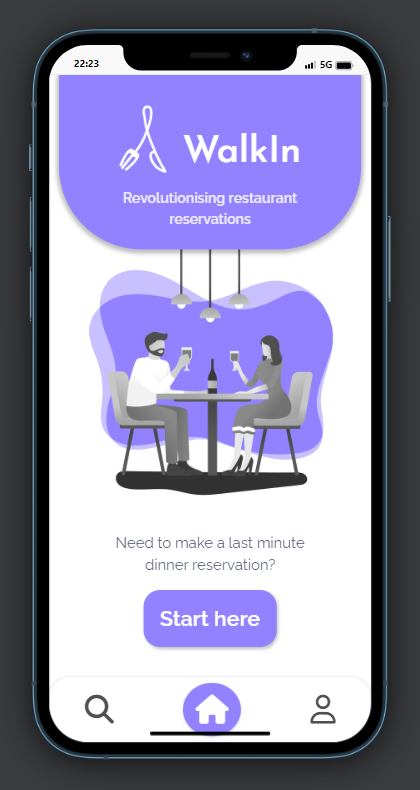 22:23
5G
WalkIn
Revolutionising restaurant
reservations
Need to make a last minute
dinner reservation?
Start here